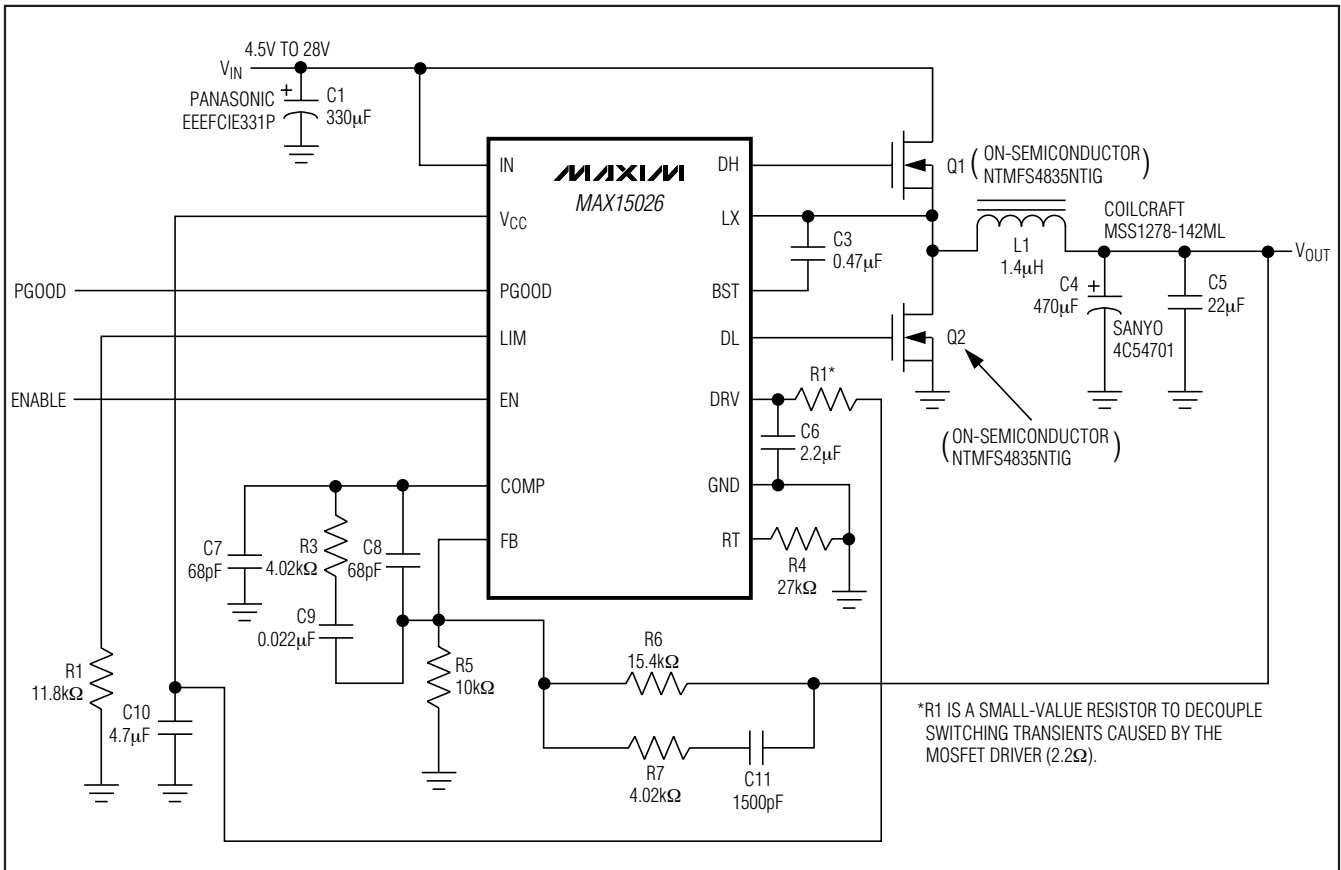 4.5V TO 28V
VIN
PANASONIC
EEEFCIE331P
+
C1
330µF
MAXIM
MAX15026
IN
VCC
PGOOD
PGOOD
LIM
ENABLE
EN
COMP
FB
DH
LX
BST
DL
DRV
GND
RT
Q1
(ON-SEMICONDUCTOR
NTMFS4835NTIG)
C3
0.47µF
L1
1.4µH
COILCRAFT
MSS1278-142ML
VOUT
C4
470µF
+
SANYO
4C54701
C5
22µF
Q2
(ON-SEMICONDUCTOR
NTMFS4835NTIG)
R1*
C6
2.2µF
R4
27kΩ
C7
68pF
R3
4.02kΩ
C8
68pF
C9
0.022µF
R1
11.8kΩ
C10
4.7µF
R5
10kΩ
R6
15.4kΩ
R7
4.02kΩ
C11
1500pF
*R1 IS A SMALL-VALUE RESISTOR TO DECOUPLE
SWITCHING TRANSIENTS CAUSED BY THE
MOSFET DRIVER (2.2Ω).